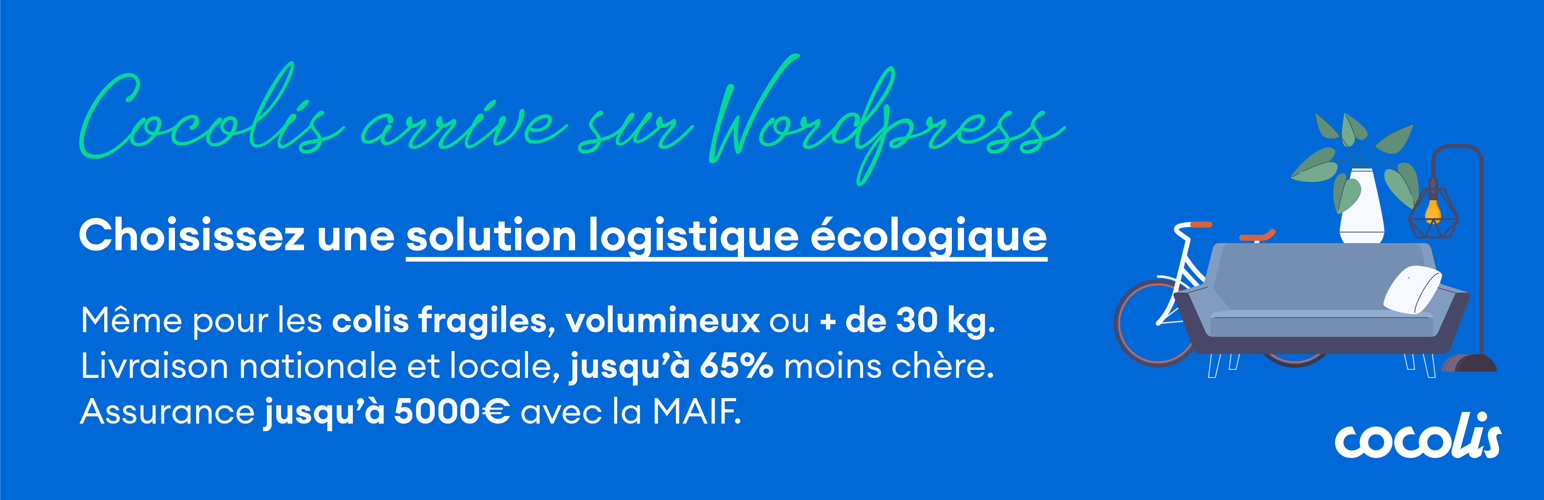 Cocolis arrive sur Wordpress
Choisissez une solution logistique écologique
Même pour les colis fragiles, volumineux ou + de 30 kg.
Livraison nationale et locale, jusqu’à 65% moins chère.
Assurance jusqu’à 5000€ avec la MAIF.
cocolis